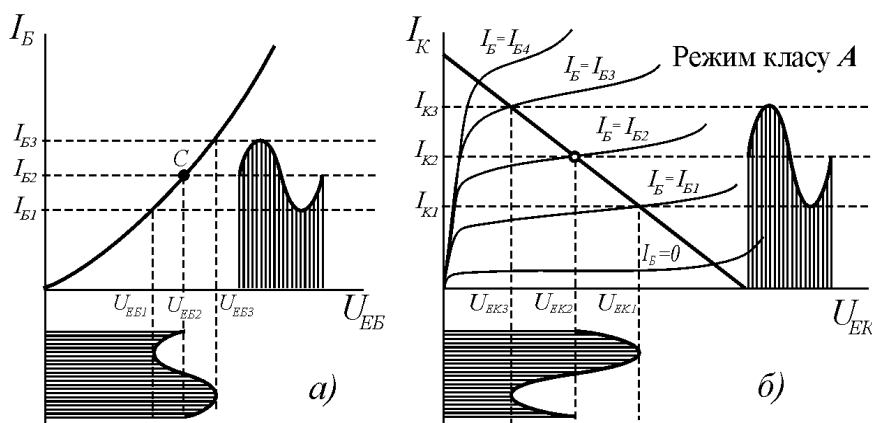 I_Б
I_Б3
I_Б2
I_Б1
C
U_ЕБ1
U_ЕБ2
U_ЕБ3
U_ЕБ
а)
I_К
I_Б=I_Б4
I_Б=I_Б3
Режим класу А
I_К3
I_Б=I_Б2
I_К2
I_Б=I_Б1
I_К1
I_Б=0
U_ЕК3
U_ЕК2
U_ЕК1
U_ЕК
б)